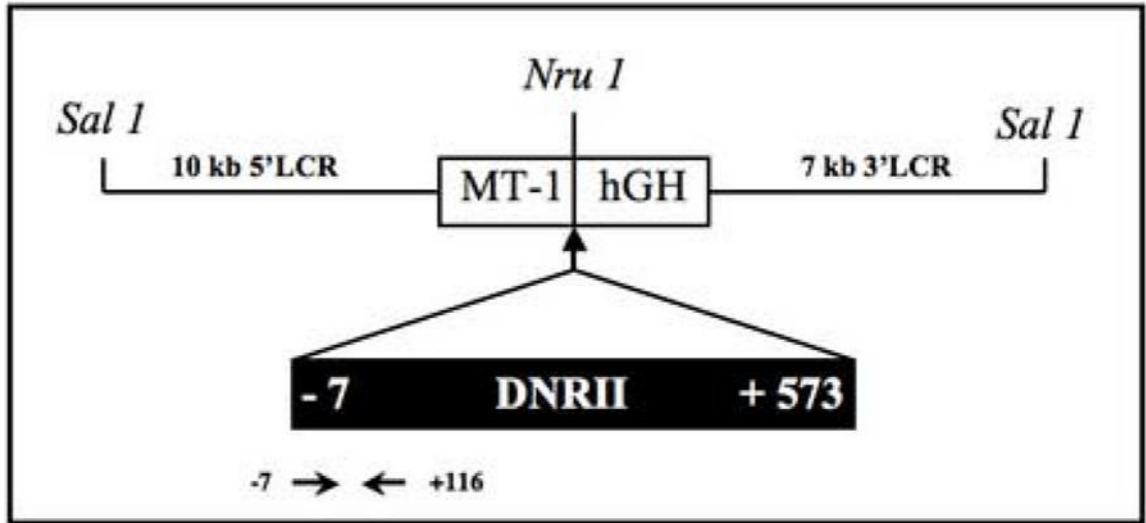 Nru 1
Sal 1
Sal 1
10 kb 5’LCR
7 kb 3’LCR
MT-1 hGH
- 7 DNRII + 573
-7 +116